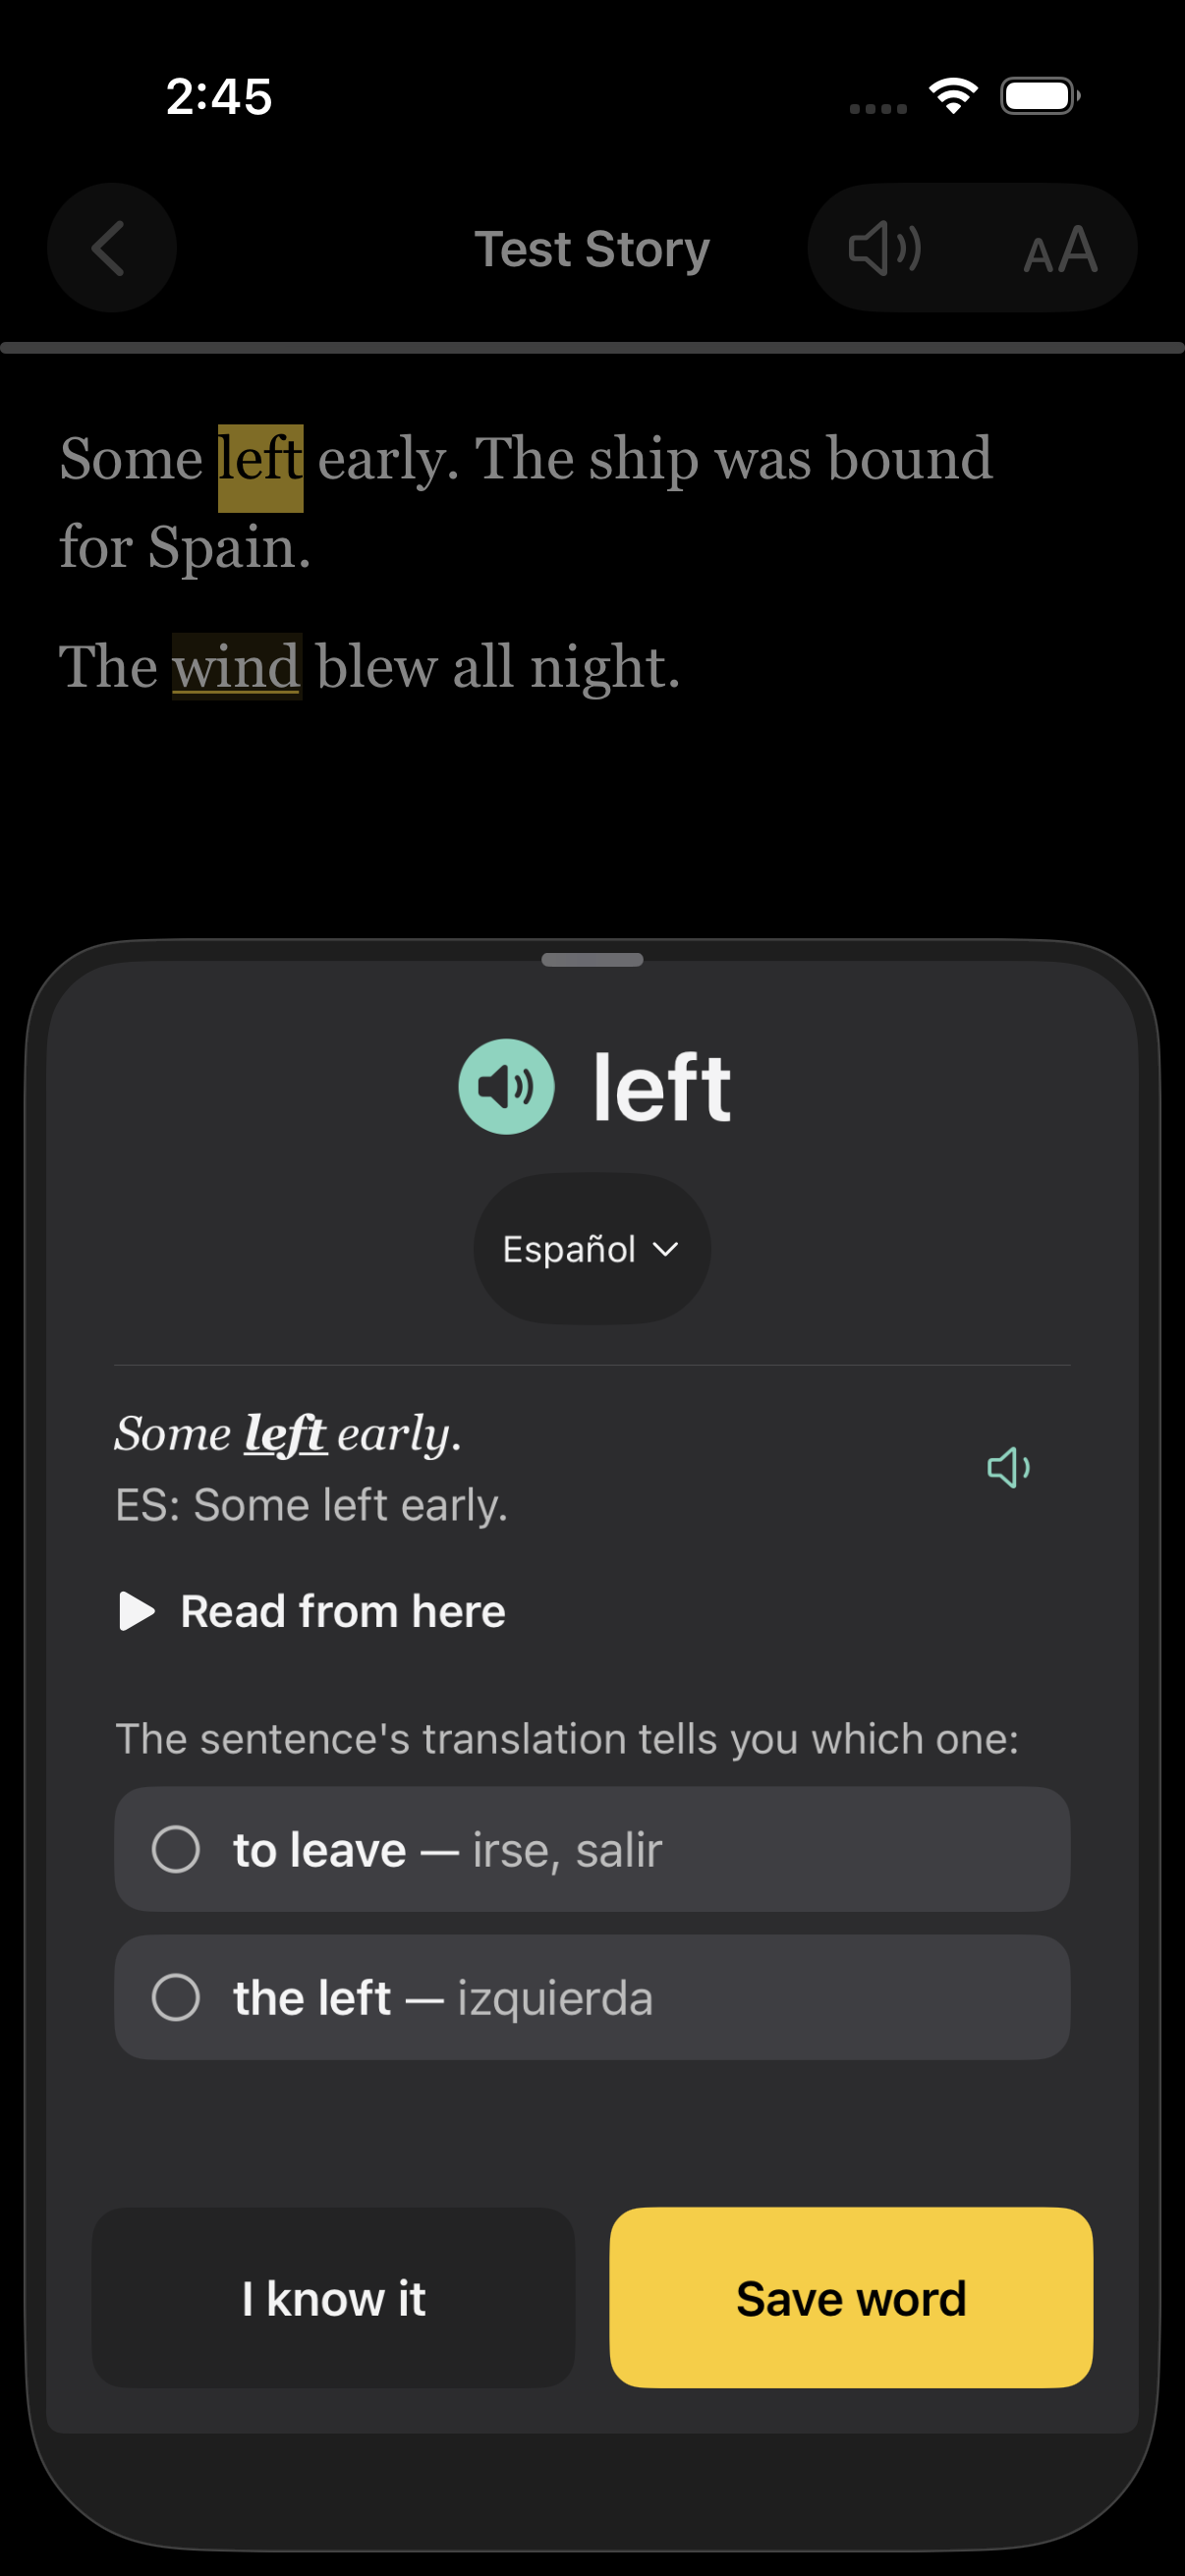 2:45
Test Story
AA
Some left early. The ship was bound
for Spain.
The wind blew all night.
left
Español
Some left early.
ES: Some left early.
Read from here
The sentence's translation tells you which one:
to leave — irse, salir
the left — izquierda
I know it
Save word